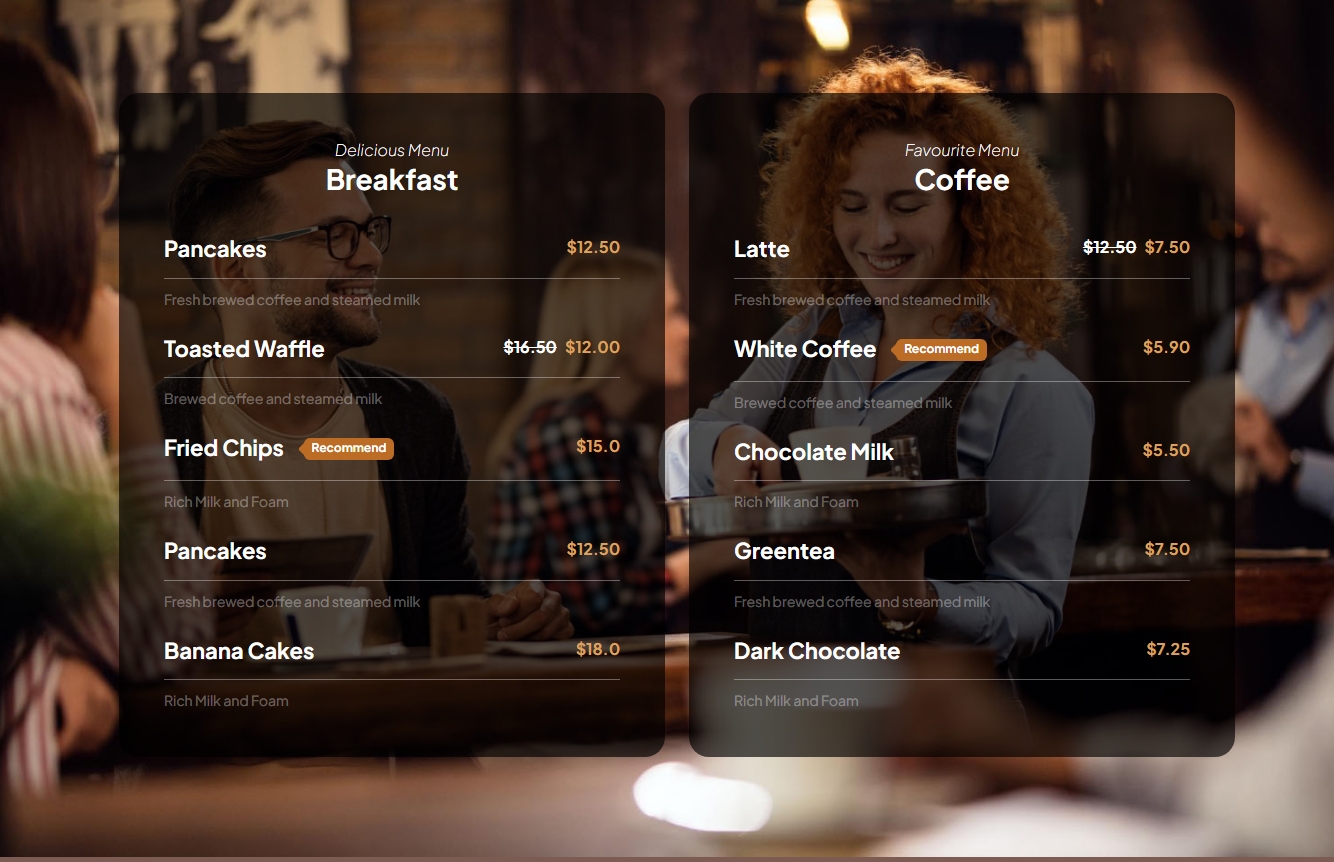 Delicious Menu
Breakfast
Pancakes $12.50
Fresh brewed coffee and steamed milk
Toasted Waffle $16.50 $12.00
Brewed coffee and steamed milk
Fried Chips Recommend $15.0
Rich Milk and Foam
Pancakes $12.50
Fresh brewed coffee and steamed milk
Banana Cakes $18.0
Rich Milk and Foam
Favourite Menu
Coffee
Latte $12.50 $7.50
Fresh brewed coffee and steamed milk
White Coffee Recommend $5.90
Brewed coffee and steamed milk
Chocolate Milk $5.50
Rich Milk and Foam
Greentea $7.50
Fresh brewed coffee and steamed milk
Dark Chocolate $7.25
Rich Milk and Foam